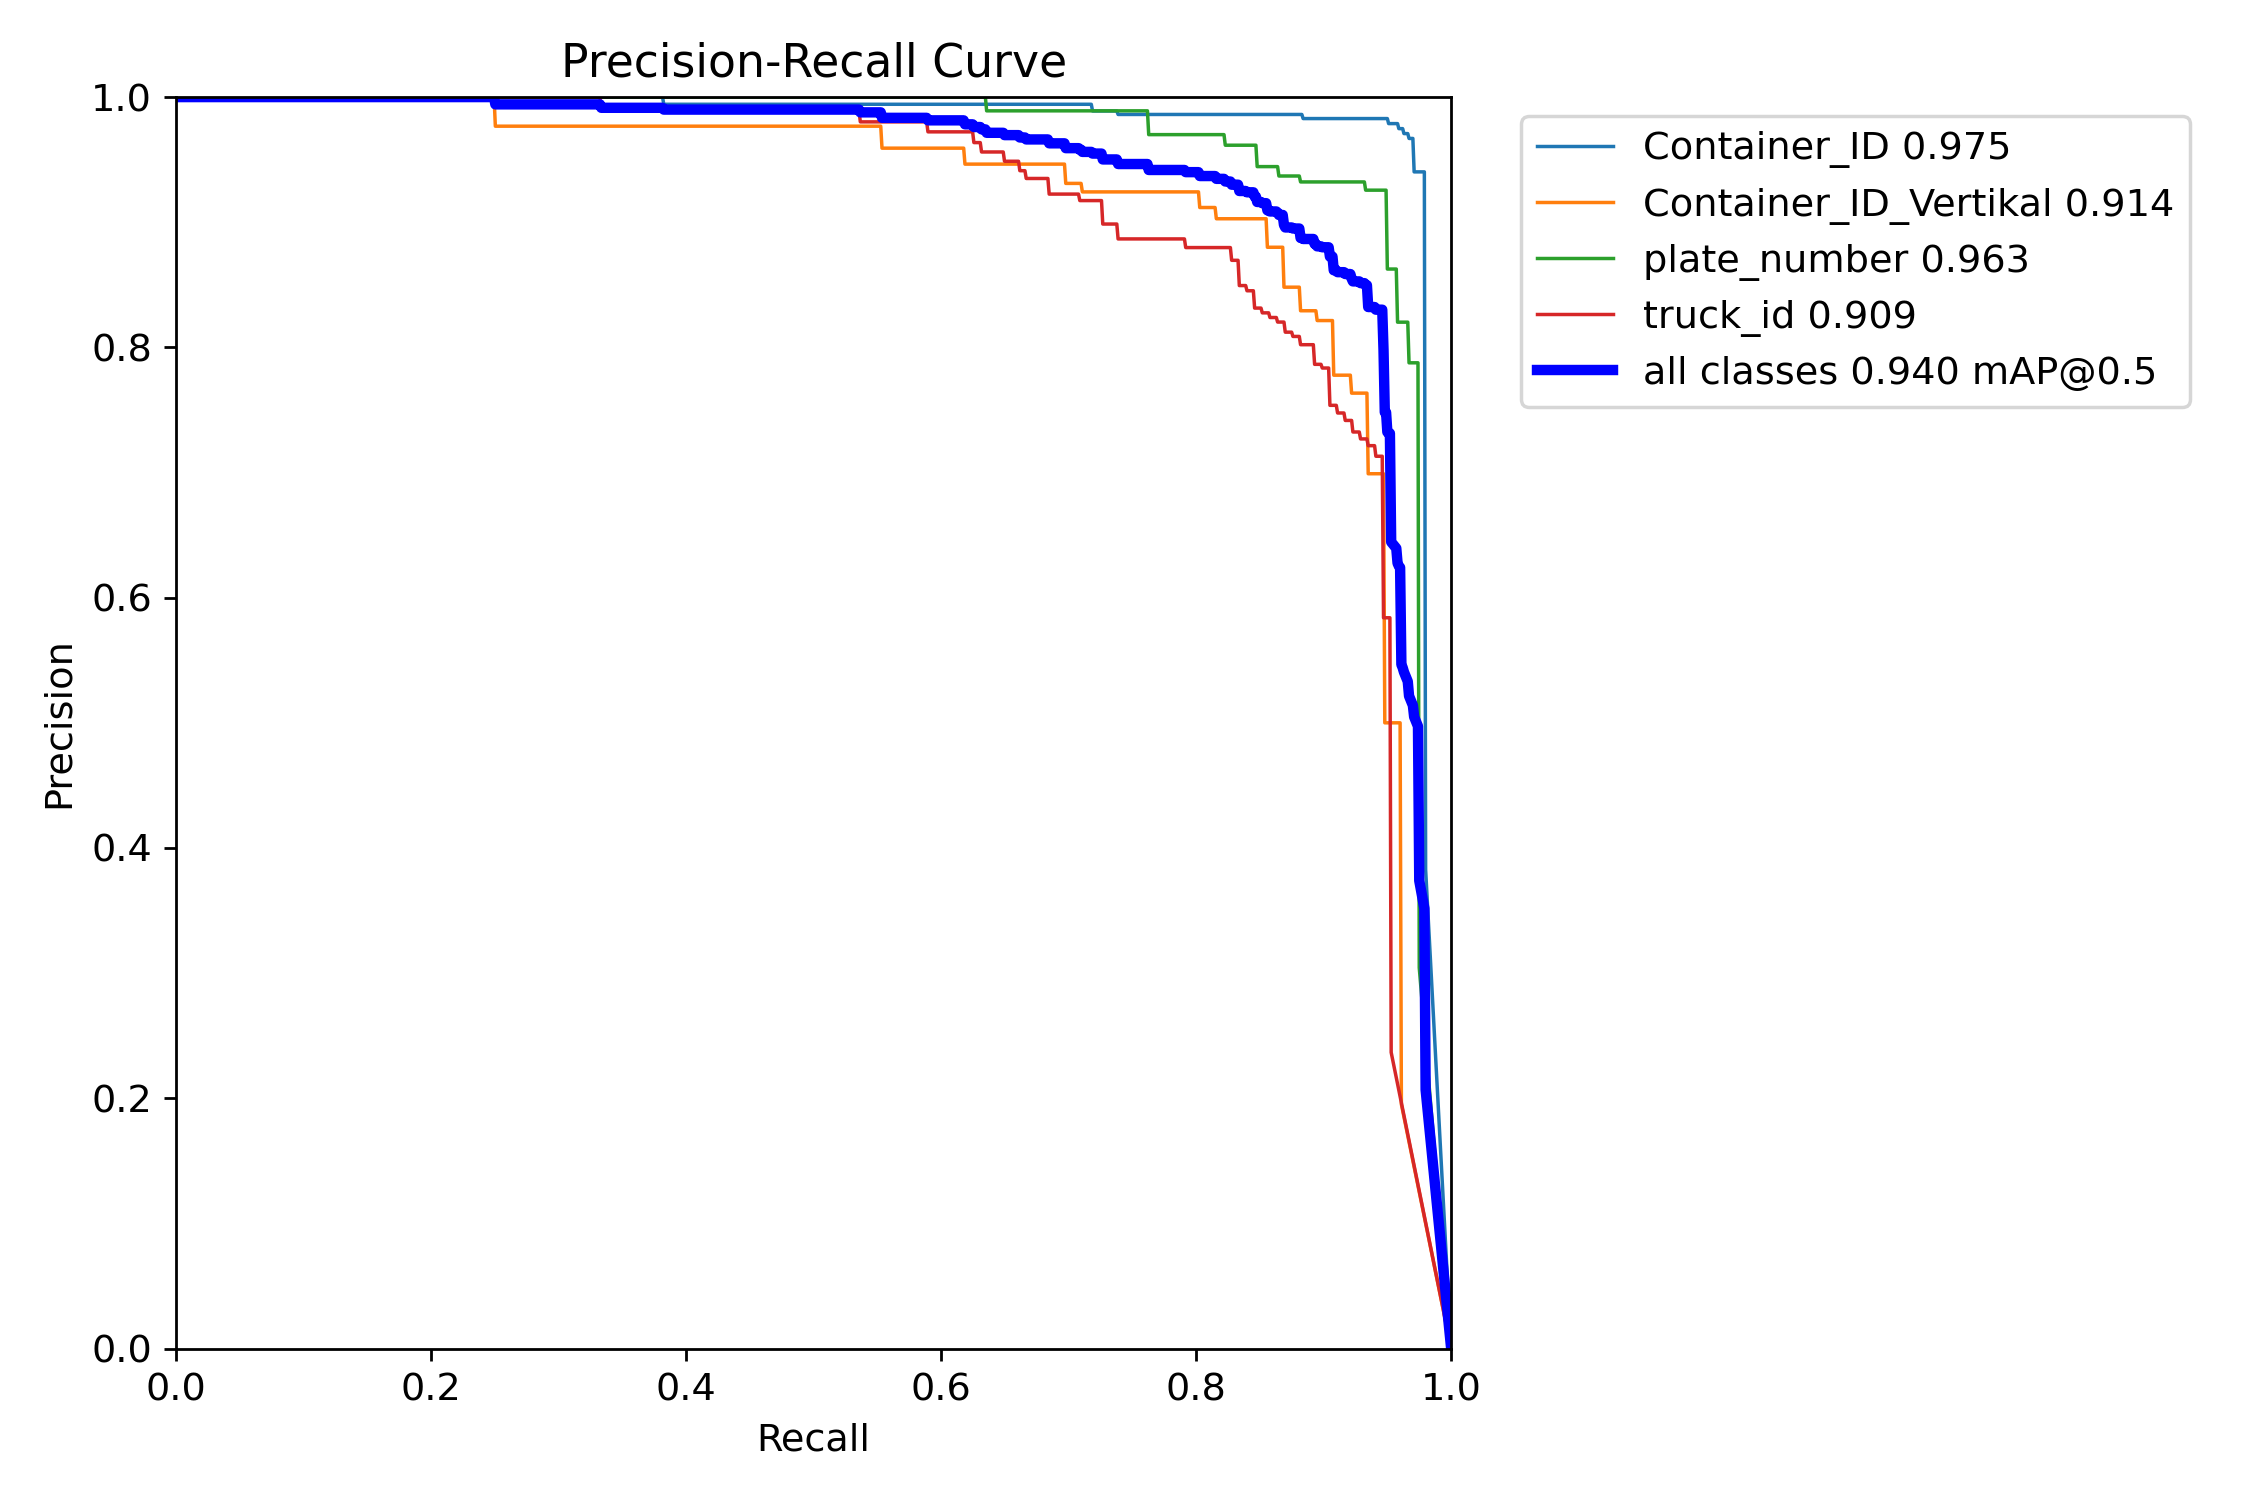 Precision-Recall Curve
1.0
0.8
0.6
0.4
0.2
0.0
Precision
0.0 0.2 0.4 0.6 0.8 1.0
Recall
Container_ID 0.975
Container_ID_Vertikal 0.914
plate_number 0.963
truck_id 0.909
all classes 0.940 mAP@0.5